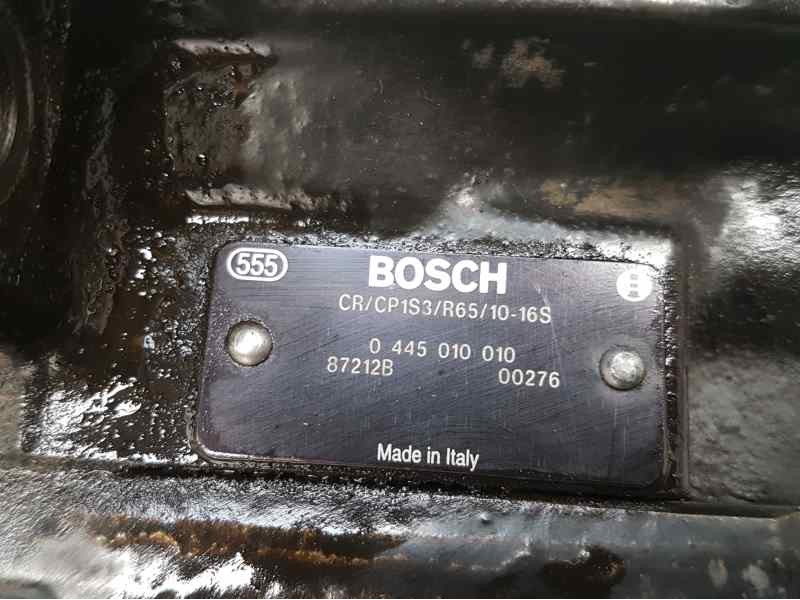 555 BOSCH
CR/CP1S3/R65/10-16S
0 445 010 010
87212B 00276
Made in Italy